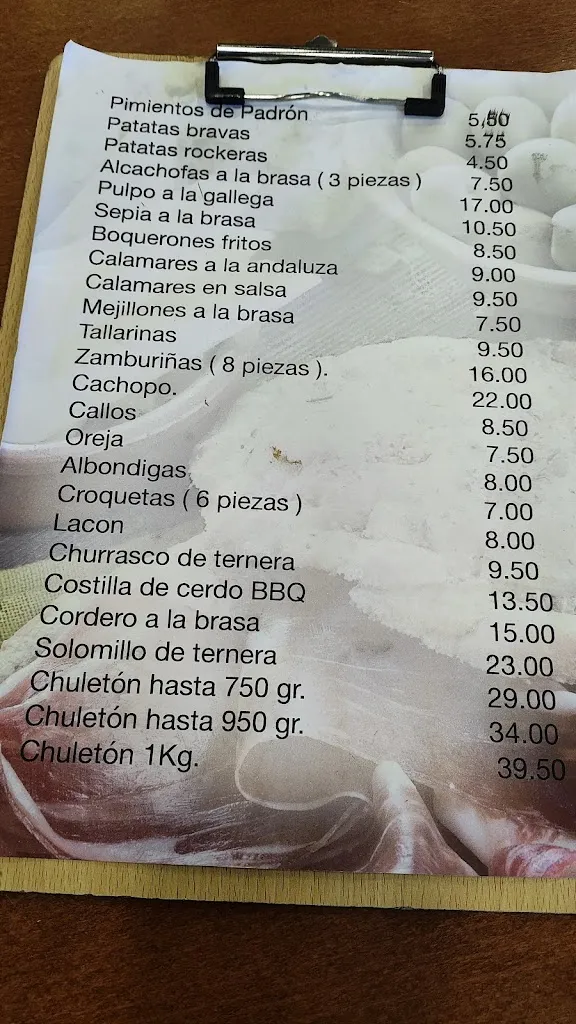 Pimientos de Padrón
Patatas bravas 5.75
Patatas rockeras 4.50
Alcachofas a la brasa ( 3 piezas ) 7.50
Pulpo a la gallega 17.00
Sepia a la brasa 10.50
Boquerones fritos 8.50
Calamares a la andaluza 9.00
Calamares en salsa 9.50
Mejillones a la brasa 7.50
Tallarinas 9.50
Zamburiñas ( 8 piezas ). 16.00
Cachopo. 22.00
Callos 8.50
Oreja 7.50
Albondigas 8.00
Croquetas ( 6 piezas ) 7.00
Lacon 8.00
Churrasco de ternera 9.50
Costilla de cerdo BBQ 13.50
Cordero a la brasa 15.00
Solomillo de ternera 23.00
Chuletón hasta 750 gr. 29.00
Chuletón hasta 950 gr. 34.00
Chuletón 1Kg. 39.50